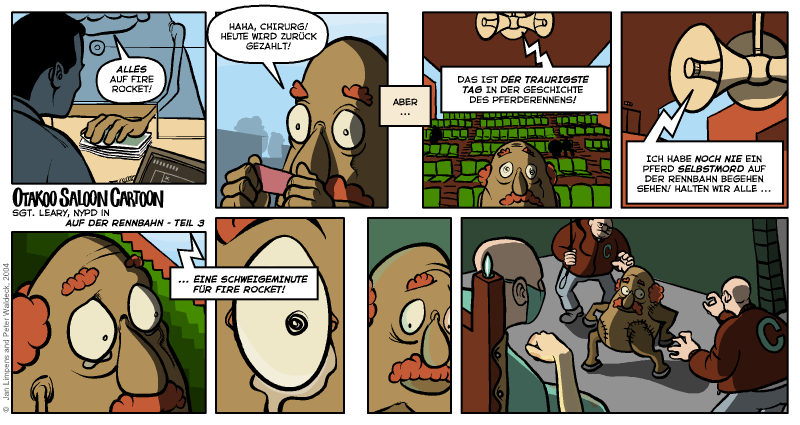 ALLES
AUF FIRE
ROCKET!
HAHA, CHIRURG!
HEUTE WIRD ZURÜCK
GEZAHLT!
ABER
...
DAS IST DER TRAURIGSTE
TAG IN DER GESCHICHTE
DES PFERDERENNENS!
ICH HABE NOCH NIE EIN
PFERD SELBSTMORD AUF
DER RENNBAHN BEGEHEN
SEHEN! HALTEN WIR ALLE ...
OTAKOO SALOON CARTOON
SGT. LEARY, NYPD IN
AUF DER RENNBAHN - TEIL 3
... EINE SCHWEIGEMINUTE
FÜR FIRE ROCKET!
C
C
© Jan Limpens and Peter Waldeck, 2004